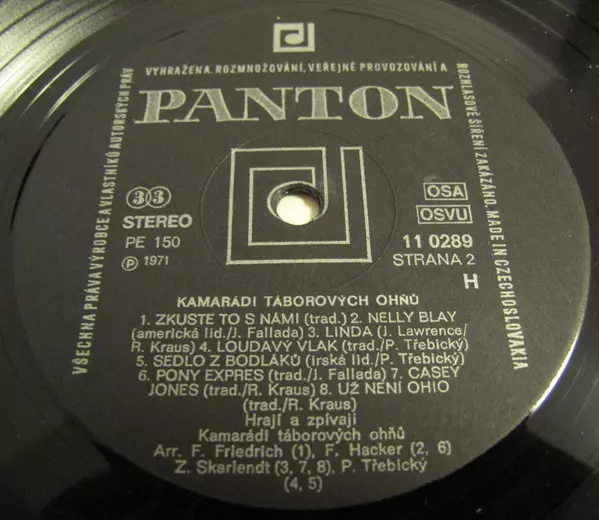 VŠECHNA PRÁVA VÝROBCE A VLASTNÍKŮ AUTORSKÝCH PRÁV
VYHRAŽENA. ROZMNOŽOVÁNÍ, VEŘEJNÉ PROVOZOVÁNÍ A
ROZHLASOVÉ ŠÍŘENÍ ZAKÁZÁNO. MADE IN CZECHOSLOVAKIA
PANTON
33
STEREO
PE 150
Ⓟ 1971
OSA
OSVU
11 0289
STRANA 2
H
KAMARÁDI TÁBOROVÝCH OHŇŮ
1. ZKUSTE TO S NÁMI (trad.) 2. NELLY BLAY
(americká lid./J. Fallada) 3. LINDA (J. Lawrence/
R. Kraus) 4. LOUDAVÝ VLAK (trad./P. Třebický)
5. SEDLO Z BODLÁKŮ (irská lid./P. Třebický)
6. PONY EXPRES (trad./J. Fallada) 7. CASEY
JONES (trad./R. Kraus) 8. UŽ NENÍ OHIO
(trad./R. Kraus)
Hrají a zpívají
Kamarádi táborových ohňů
Arr. F. Friedrich (1), F. Hacker (2, 6)
Z. Skarlendt (3, 7, 8), P. Třebický
(4, 5)